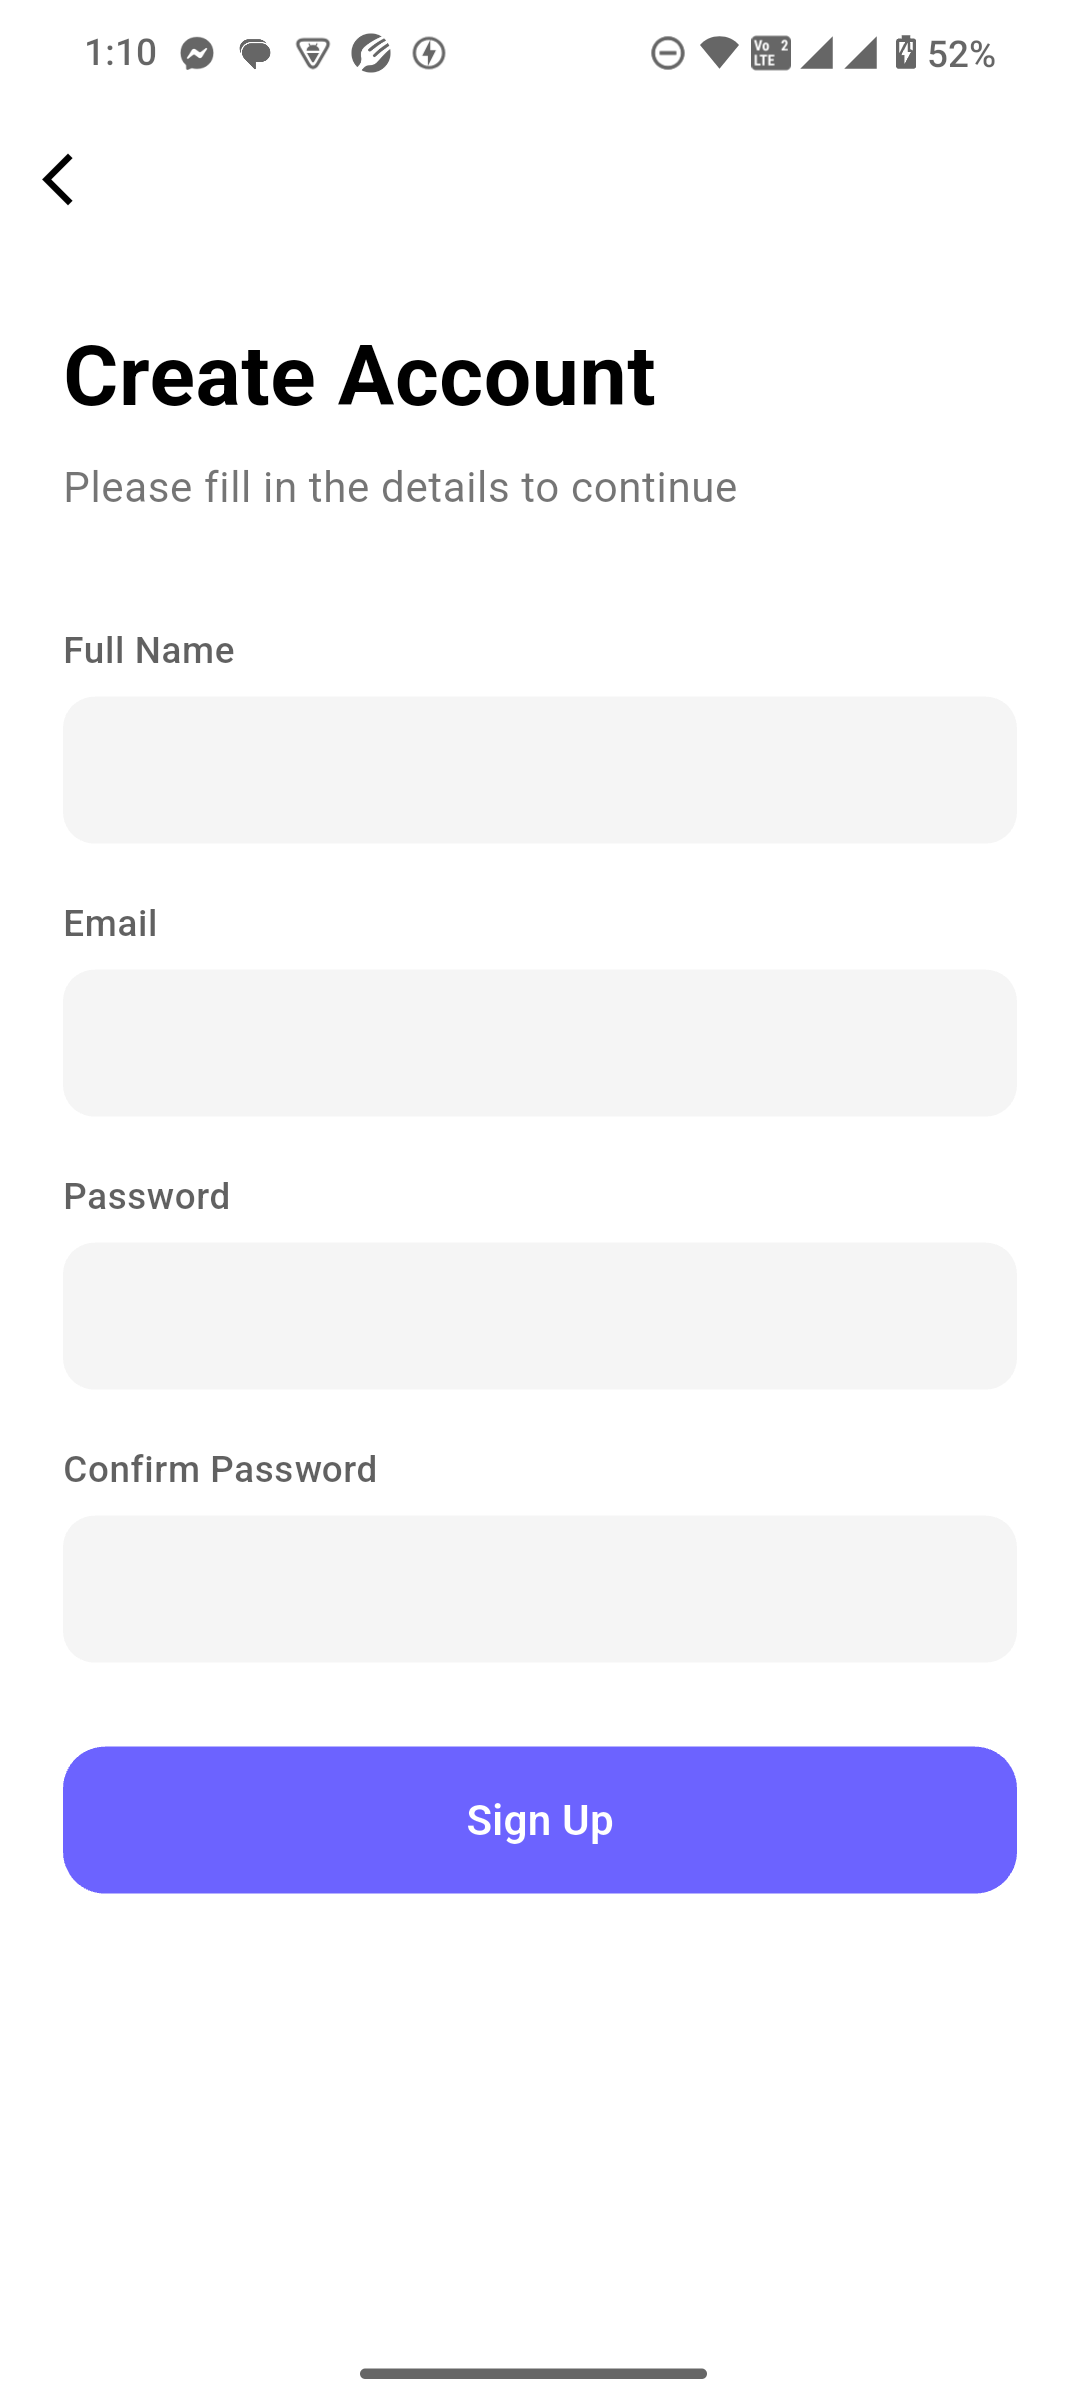 1:10
Vo 2
LTE
52%
Create Account
Please fill in the details to continue
Full Name
Email
Password
Confirm Password
Sign Up